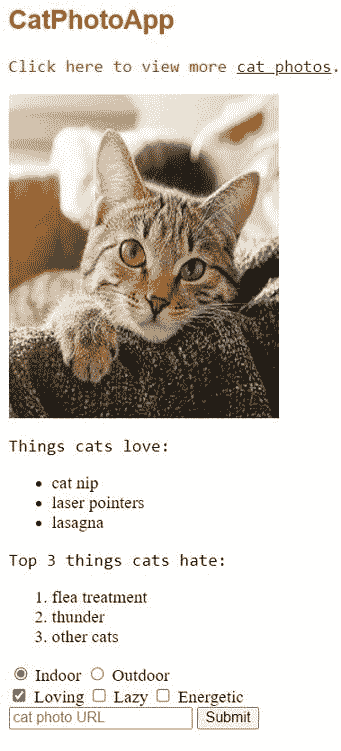 CatPhotoApp
Click here to view more cat photos.
Things cats love:
cat nip
laser pointers
lasagna
Top 3 things cats hate:
1. flea treatment
2. thunder
3. other cats
Indoor Outdoor
Loving Lazy Energetic
cat photo URL Submit